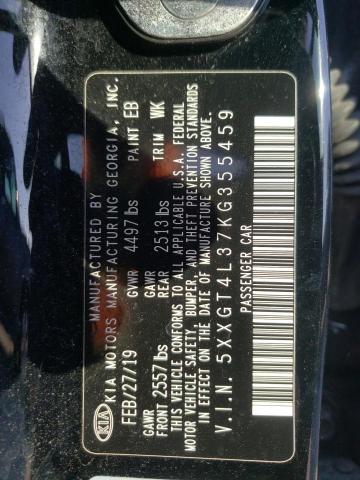 KIA
MANUFACTURED BY
KIA MOTORS MANUFACTURING GEORGIA, INC.
FEB/27/19 GVWR 4497 lbs PAINT EB
GAWR FRONT 2557 lbs GAWR REAR 2513 lbs TRIM WK
THIS VEHICLE CONFORMS TO ALL APPLICABLE U.S.A. FEDERAL
MOTOR VEHICLE SAFETY, BUMPER, AND THEFT PREVENTION STANDARDS
IN EFFECT ON THE DATE OF MANUFACTURE SHOWN ABOVE.
V.I.N. 5XXGT4L37KG355459
PASSENGER CAR